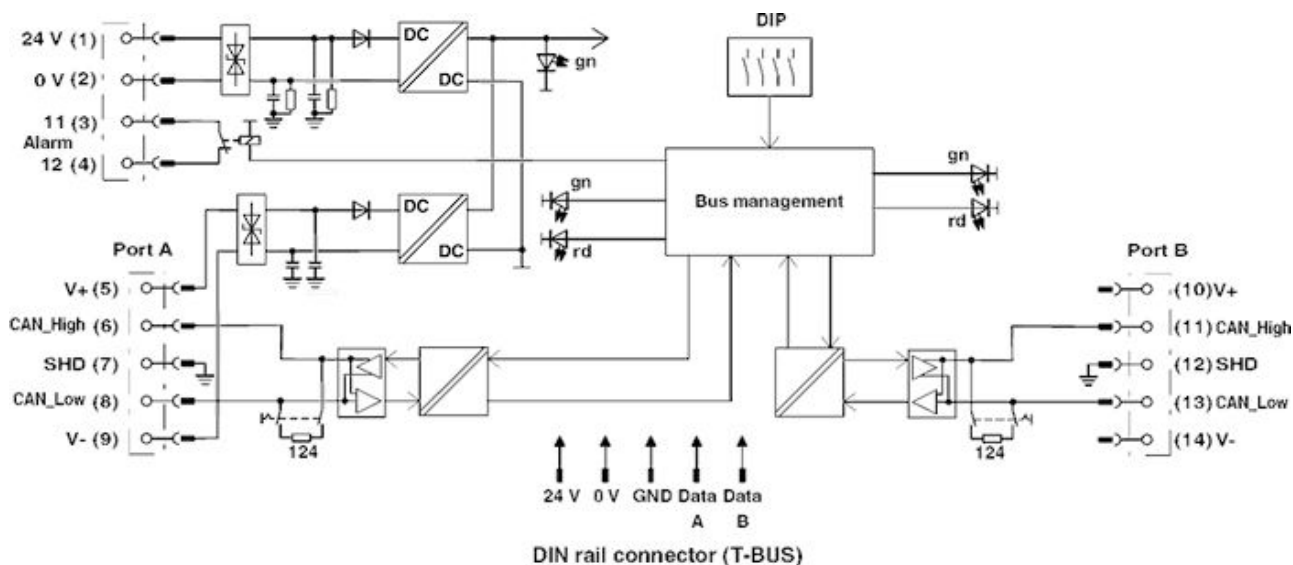 DIP
24 V (1)
0 V (2)
11 (3)
Alarm
12 (4)
DC
DC
gn
Bus management
gn
rd
gn
rd
DC
DC
Port A
V+ (5)
CAN_High (6)
SHD (7)
CAN_Low (8)
V- (9)
124
Port B
(10) V+
(11) CAN_High
(12) SHD
(13) CAN_Low
(14) V-
124
24 V 0 V GND Data Data
A B
DIN rail connector (T-BUS)